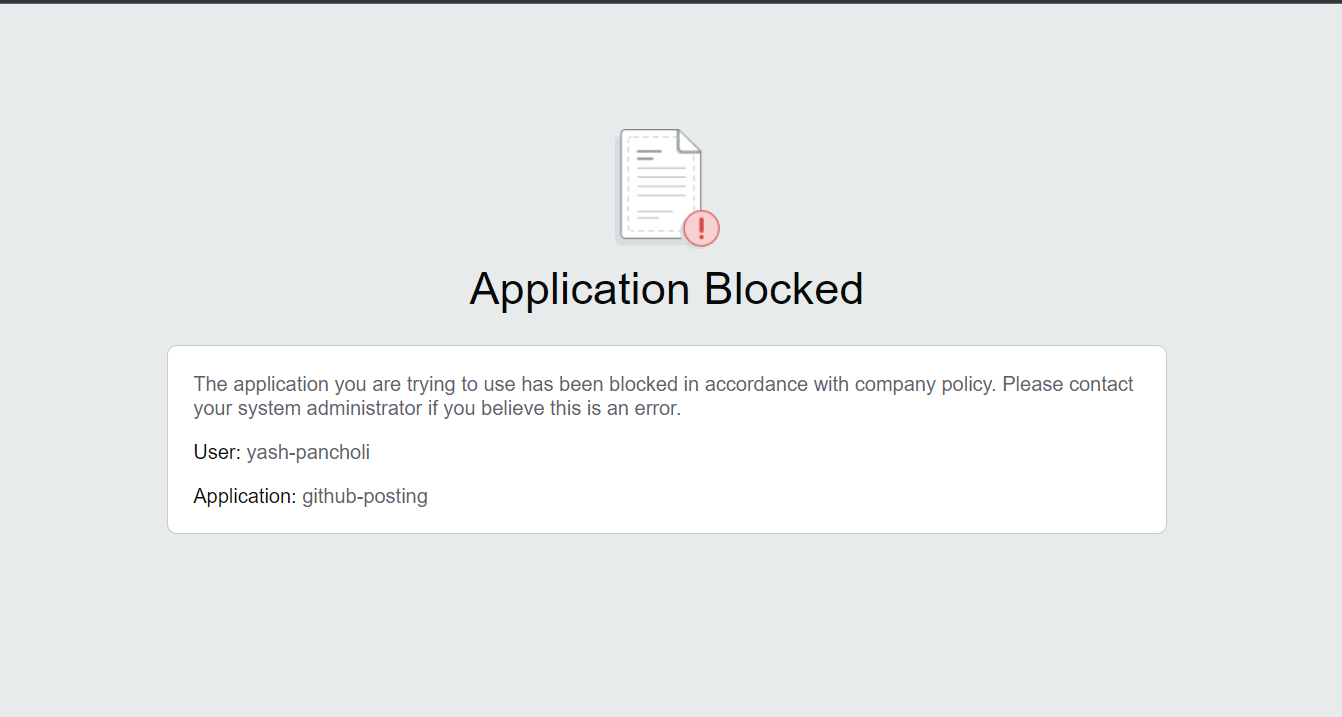 Application Blocked
The application you are trying to use has been blocked in accordance with company policy. Please contact
your system administrator if you believe this is an error.
User: yash-pancholi
Application: github-posting